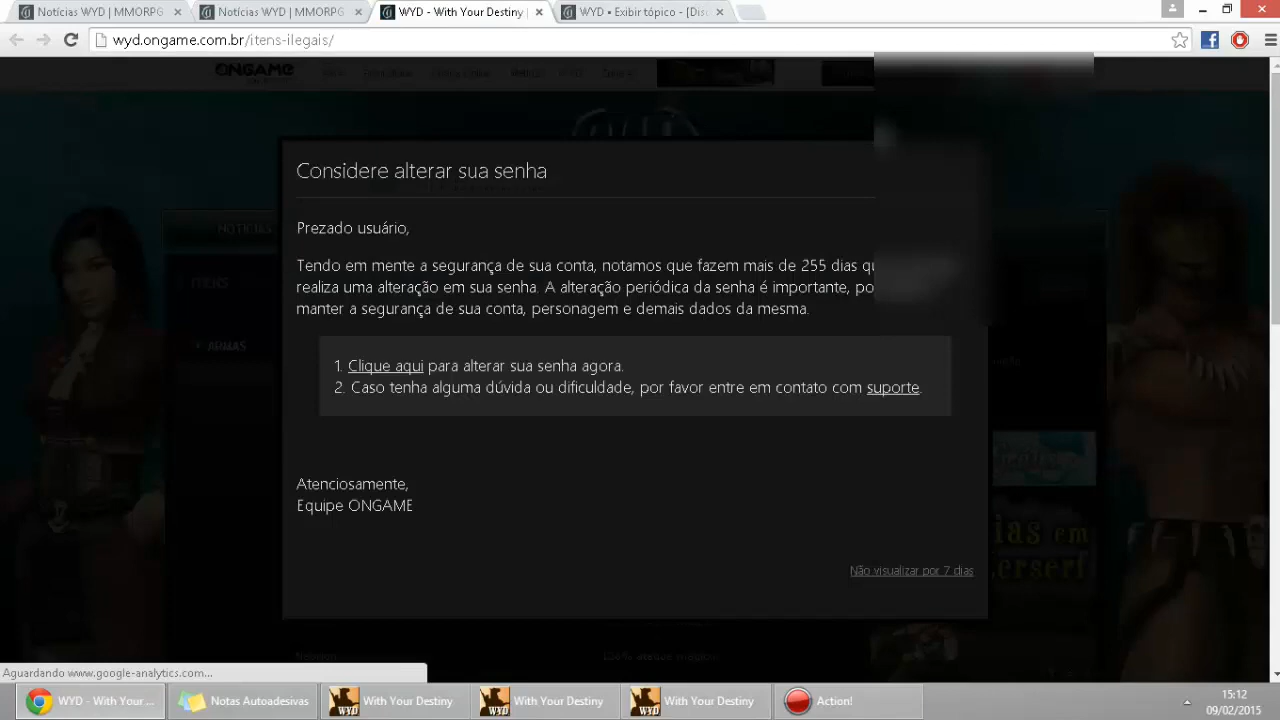 Notícias WYD | MMORPG
Notícias WYD | MMORPG
WYD - With Your Destiny |
WYD • Exibir tópico - [Dis
wyd.ongame.com.br/itens-ilegais/
ONGAME
Considere alterar sua senha
NOTÍCIAS
Prezado usuário,
Tendo em mente a segurança de sua conta, notamos que fazem mais de 255 dias qu
realiza uma alteração em sua senha. A alteração periódica da senha é importante, po
manter a segurança de sua conta, personagem e demais dados da mesma.
ITENS
ARMAS
1. Clique aqui para alterar sua senha agora.
2. Caso tenha alguma dúvida ou dificuldade, por favor entre em contato com suporte.
Atenciosamente,
Equipe ONGAME
Não visualizar por 7 dias
Aguardando www.google-analytics.com...
WYD - With Your ...
Notas Autoadesivas
With Your Destiny
With Your Destiny
With Your Destiny
Action!
15:12
09/02/2015